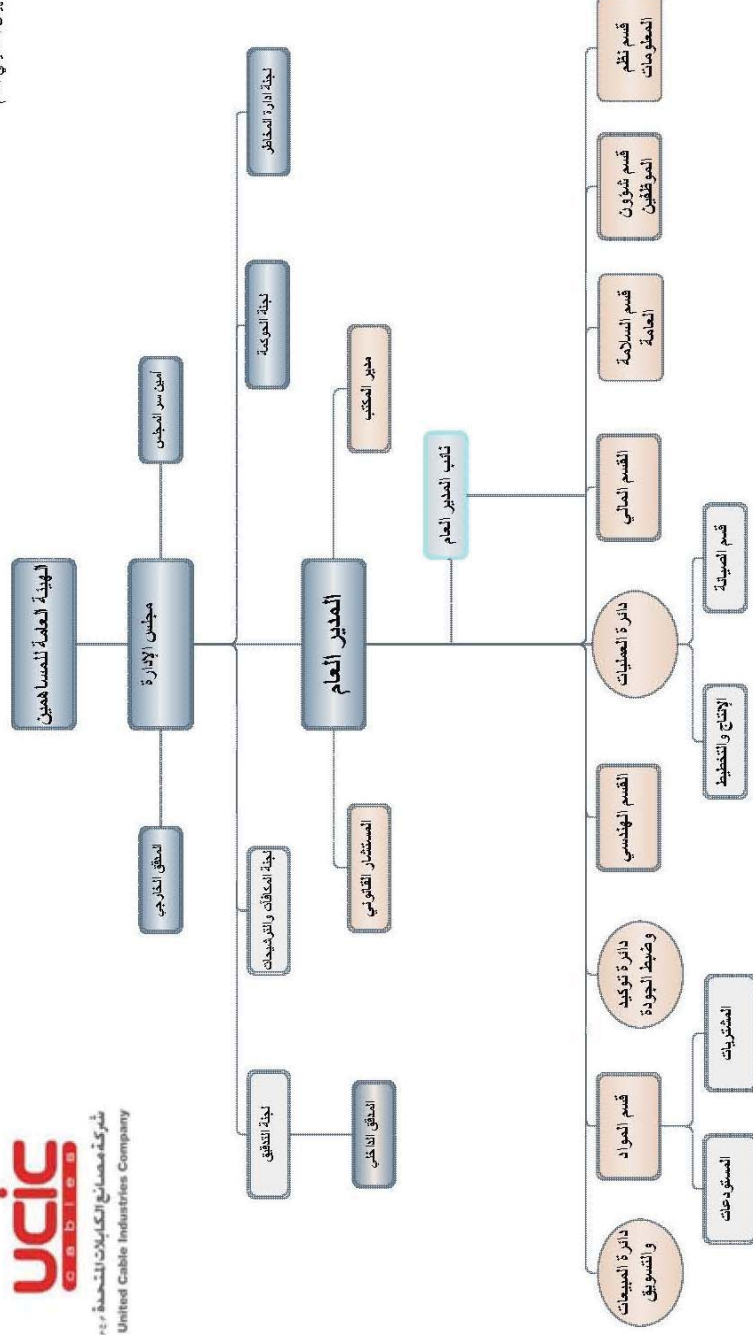 ucic
cables
شركة مصانع الكابلات المتحدة م.ع.م
United Cable Industries Company
الهيئة العامة للمساهمين
مجلس الإدارة
المدقق الخارجي
أمين سر المجلس
لجنة التدقيق
لجنة المكافآت والترشيحات
لجنة الحوكمة
لجنة ادارة المخاطر
المدقق الداخلي
المدير العام
المستشار القانوني
مدير المكتب
نائب المدير العام
دائرة المبيعات
والتسويق
قسم المواد
دائرة توكيد
وضبط الجودة
القسم الهندسي
دائرة العمليات
القسم المالي
قسم السلامة
العامة
قسم شؤون
الموظفين
قسم نظم
المعلومات
المستودعات
المشتريات
الإنتاج والتخطيط
قسم الصيانة